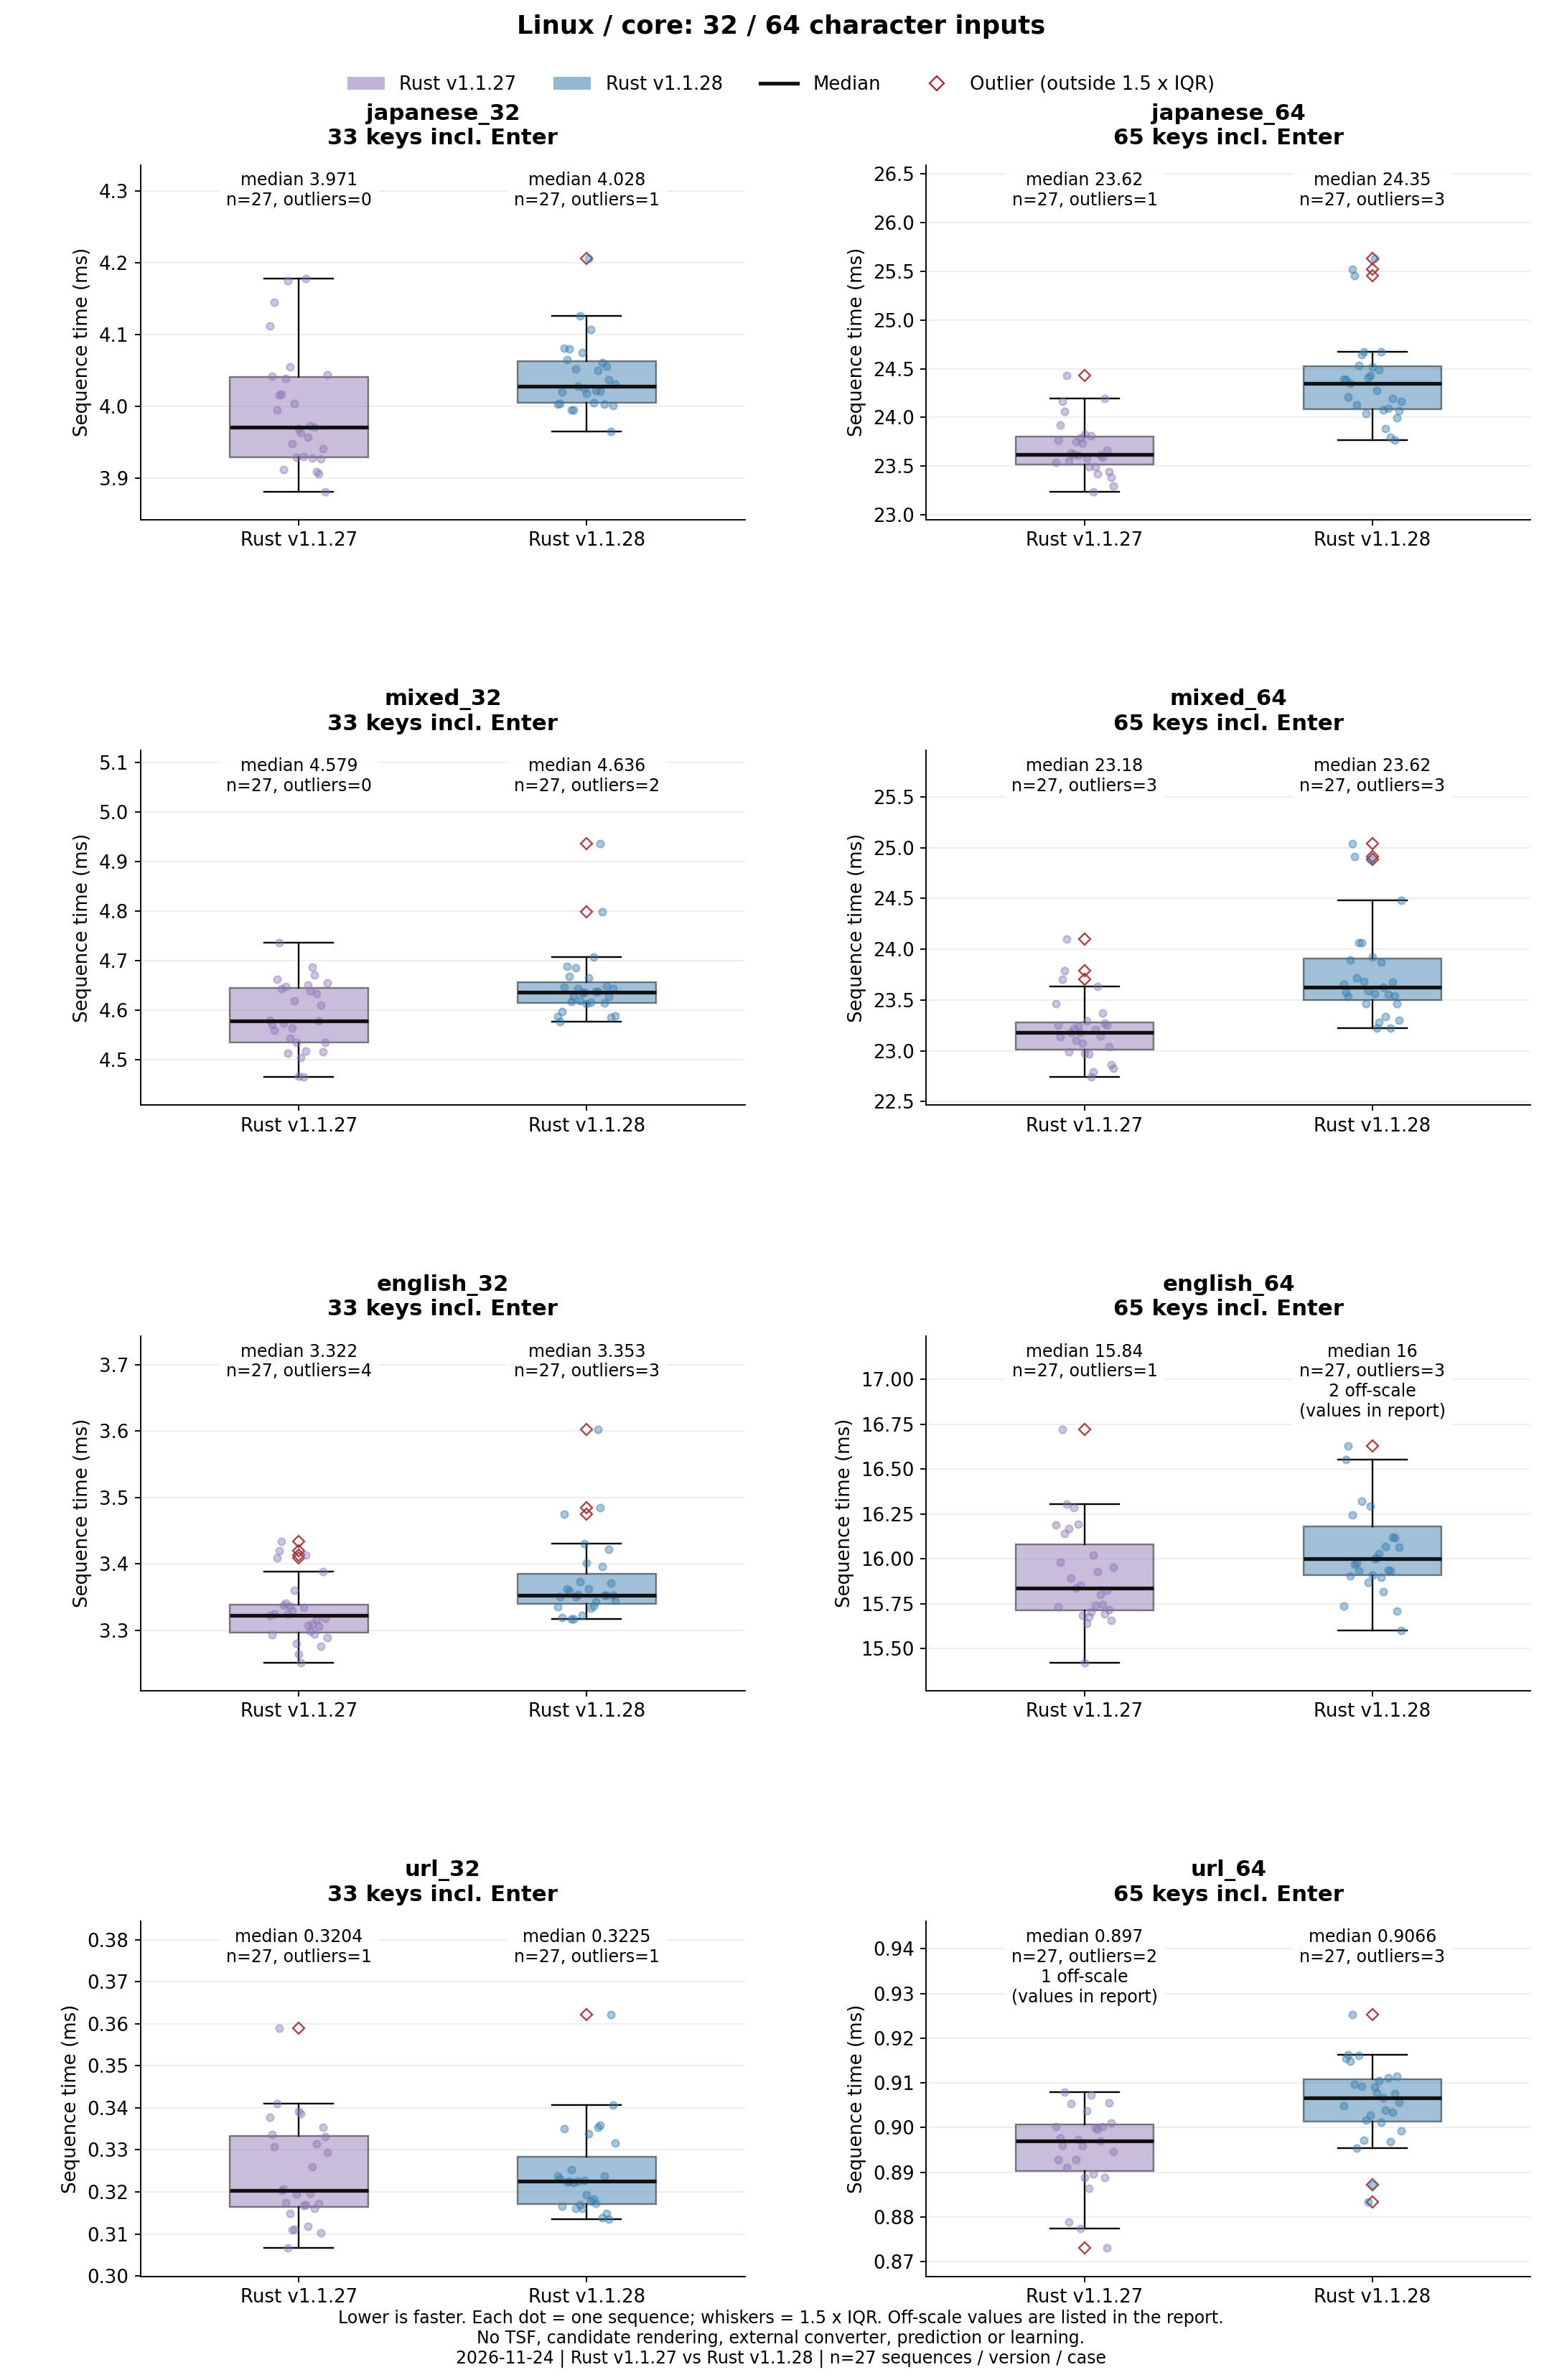 Linux / core: 32 / 64 character inputs
Rust v1.1.27
Rust v1.1.28
Median
Outlier (outside 1.5 x IQR)
japanese_32
33 keys incl. Enter
median 3.971
n=27, outliers=0
median 4.028
n=27, outliers=1
4.3
4.2
4.1
4.0
3.9
Sequence time (ms)
Rust v1.1.27
Rust v1.1.28
japanese_64
65 keys incl. Enter
median 23.62
n=27, outliers=1
median 24.35
n=27, outliers=3
26.5
26.0
25.5
25.0
24.5
24.0
23.5
23.0
Sequence time (ms)
Rust v1.1.27
Rust v1.1.28
mixed_32
33 keys incl. Enter
median 4.579
n=27, outliers=0
median 4.636
n=27, outliers=2
5.1
5.0
4.9
4.8
4.7
4.6
4.5
Sequence time (ms)
Rust v1.1.27
Rust v1.1.28
mixed_64
65 keys incl. Enter
median 23.18
n=27, outliers=3
median 23.62
n=27, outliers=3
25.5
25.0
24.5
24.0
23.5
23.0
22.5
Sequence time (ms)
Rust v1.1.27
Rust v1.1.28
english_32
33 keys incl. Enter
median 3.322
n=27, outliers=4
median 3.353
n=27, outliers=3
3.7
3.6
3.5
3.4
3.3
Sequence time (ms)
Rust v1.1.27
Rust v1.1.28
english_64
65 keys incl. Enter
median 15.84
n=27, outliers=1
median 16
n=27, outliers=3
2 off-scale
(values in report)
17.00
16.75
16.50
16.25
16.00
15.75
15.50
Sequence time (ms)
Rust v1.1.27
Rust v1.1.28
url_32
33 keys incl. Enter
median 0.3204
n=27, outliers=1
median 0.3225
n=27, outliers=1
0.38
0.37
0.36
0.35
0.34
0.33
0.32
0.31
0.30
Sequence time (ms)
Rust v1.1.27
Rust v1.1.28
url_64
65 keys incl. Enter
median 0.897
n=27, outliers=2
1 off-scale
(values in report)
median 0.9066
n=27, outliers=3
0.94
0.93
0.92
0.91
0.90
0.89
0.88
0.87
Sequence time (ms)
Rust v1.1.27
Rust v1.1.28
Lower is faster. Each dot = one sequence; whiskers = 1.5 x IQR. Off-scale values are listed in the report.
No TSF, candidate rendering, external converter, prediction or learning.
2026-11-24 | Rust v1.1.27 vs Rust v1.1.28 | n=27 sequences / version / case